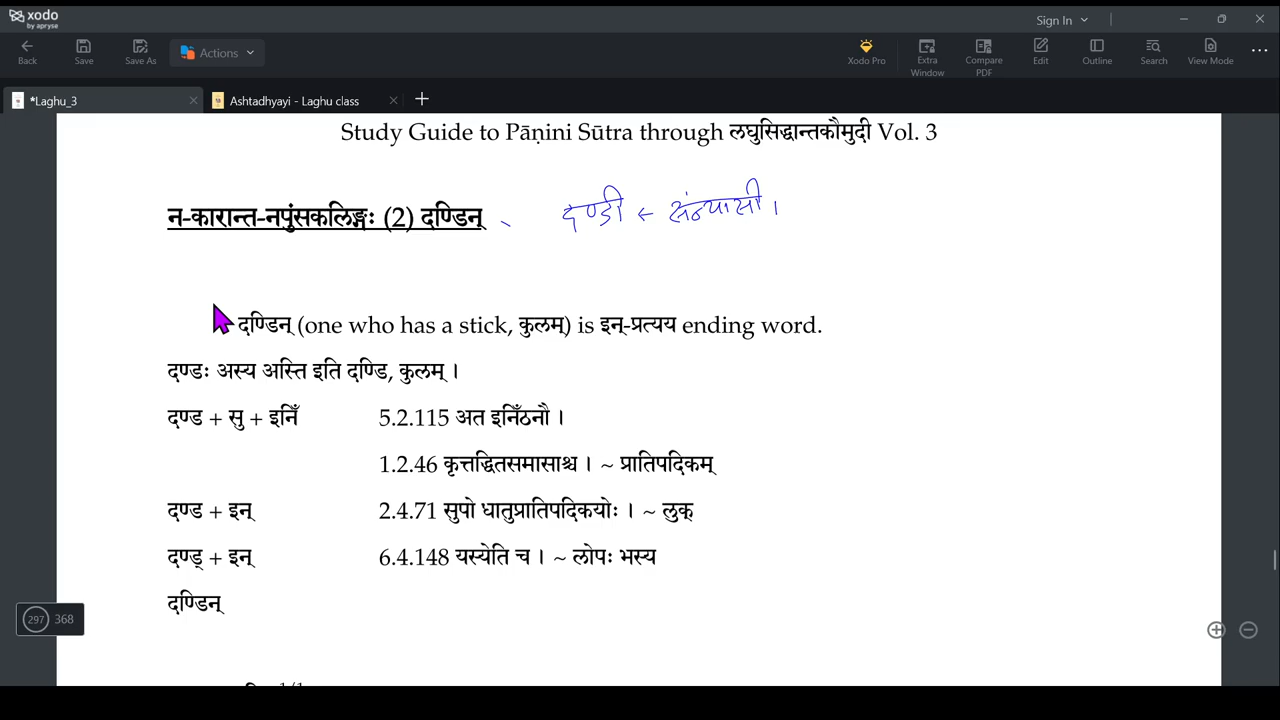 xodo
by apryse
Sign In
Back
Save
Save As
Actions
Xodo Pro
Extra Window
Compare PDF
Edit
Outline
Search
View Mode
*Laghu_3
Ashtadhyayi - Laghu class
Study Guide to Pāṇini Sūtra through लघुसिद्धान्तकौमुदी Vol. 3
न-कारान्त-नपुंसकलिङ्गः (2) दण्डिन्
दण्डी ← संन्यासी ।
दण्डिन् (one who has a stick, कुलम्) is इन्-प्रत्यय ending word.
दण्डः अस्य अस्ति इति दण्डि, कुलम् ।
दण्ड + सु + इनिँ 5.2.115 अत इनिँठनौ ।
1.2.46 कृत्तद्धितसमासाश्च । ~ प्रातिपदिकम्
दण्ड + इन् 2.4.71 सुपो धातुप्रातिपदिकयोः । ~ लुक्
दण्ड् + इन् 6.4.148 यस्येति च । ~ लोपः भस्य
दण्डिन्
297 368